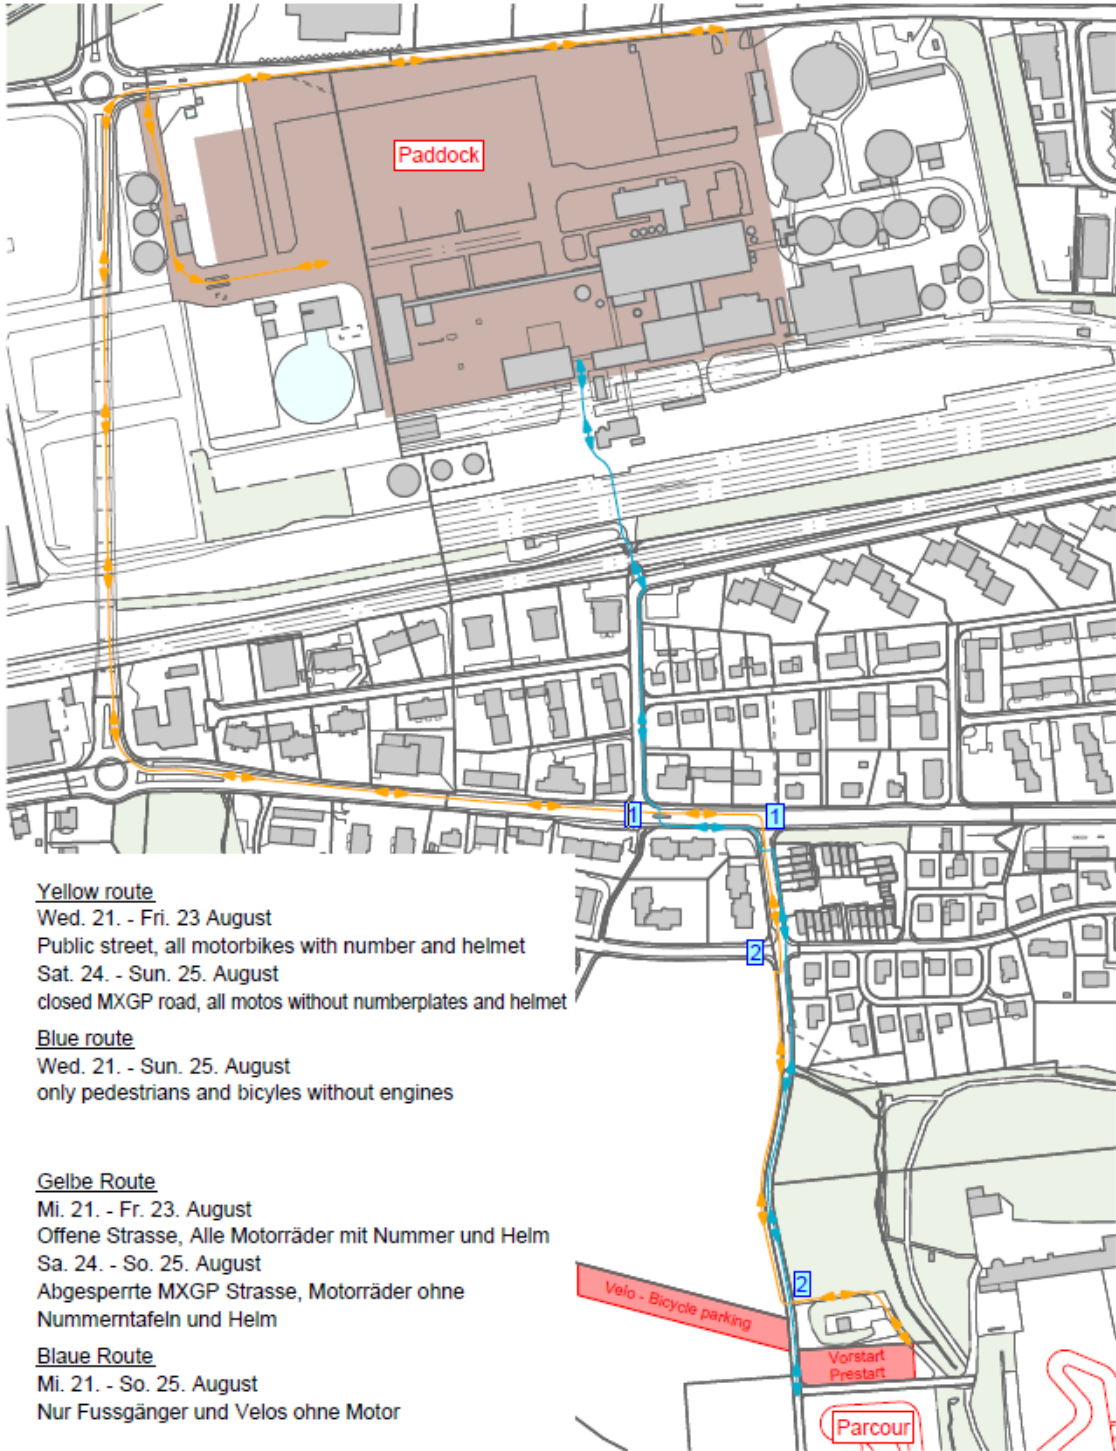 Paddock
1
1
2
Yellow route
Wed. 21. - Fri. 23 August
Public street, all motorbikes with number and helmet
Sat. 24. - Sun. 25. August
closed MXGP road, all motos without numberplates and helmet
Blue route
Wed. 21. - Sun. 25. August
only pedestrians and bicyles without engines
Gelbe Route
Mi. 21. - Fr. 23. August
Offene Strasse, Alle Motorräder mit Nummer und Helm
Sa. 24. - So. 25. August
Abgesperrte MXGP Strasse, Motorräder ohne
Nummerntafeln und Helm
Blaue Route
Mi. 21. - So. 25. August
Nur Fussgänger und Velos ohne Motor
2
Velo - Bicycle parking
Vorstart
Prestart
Parcour